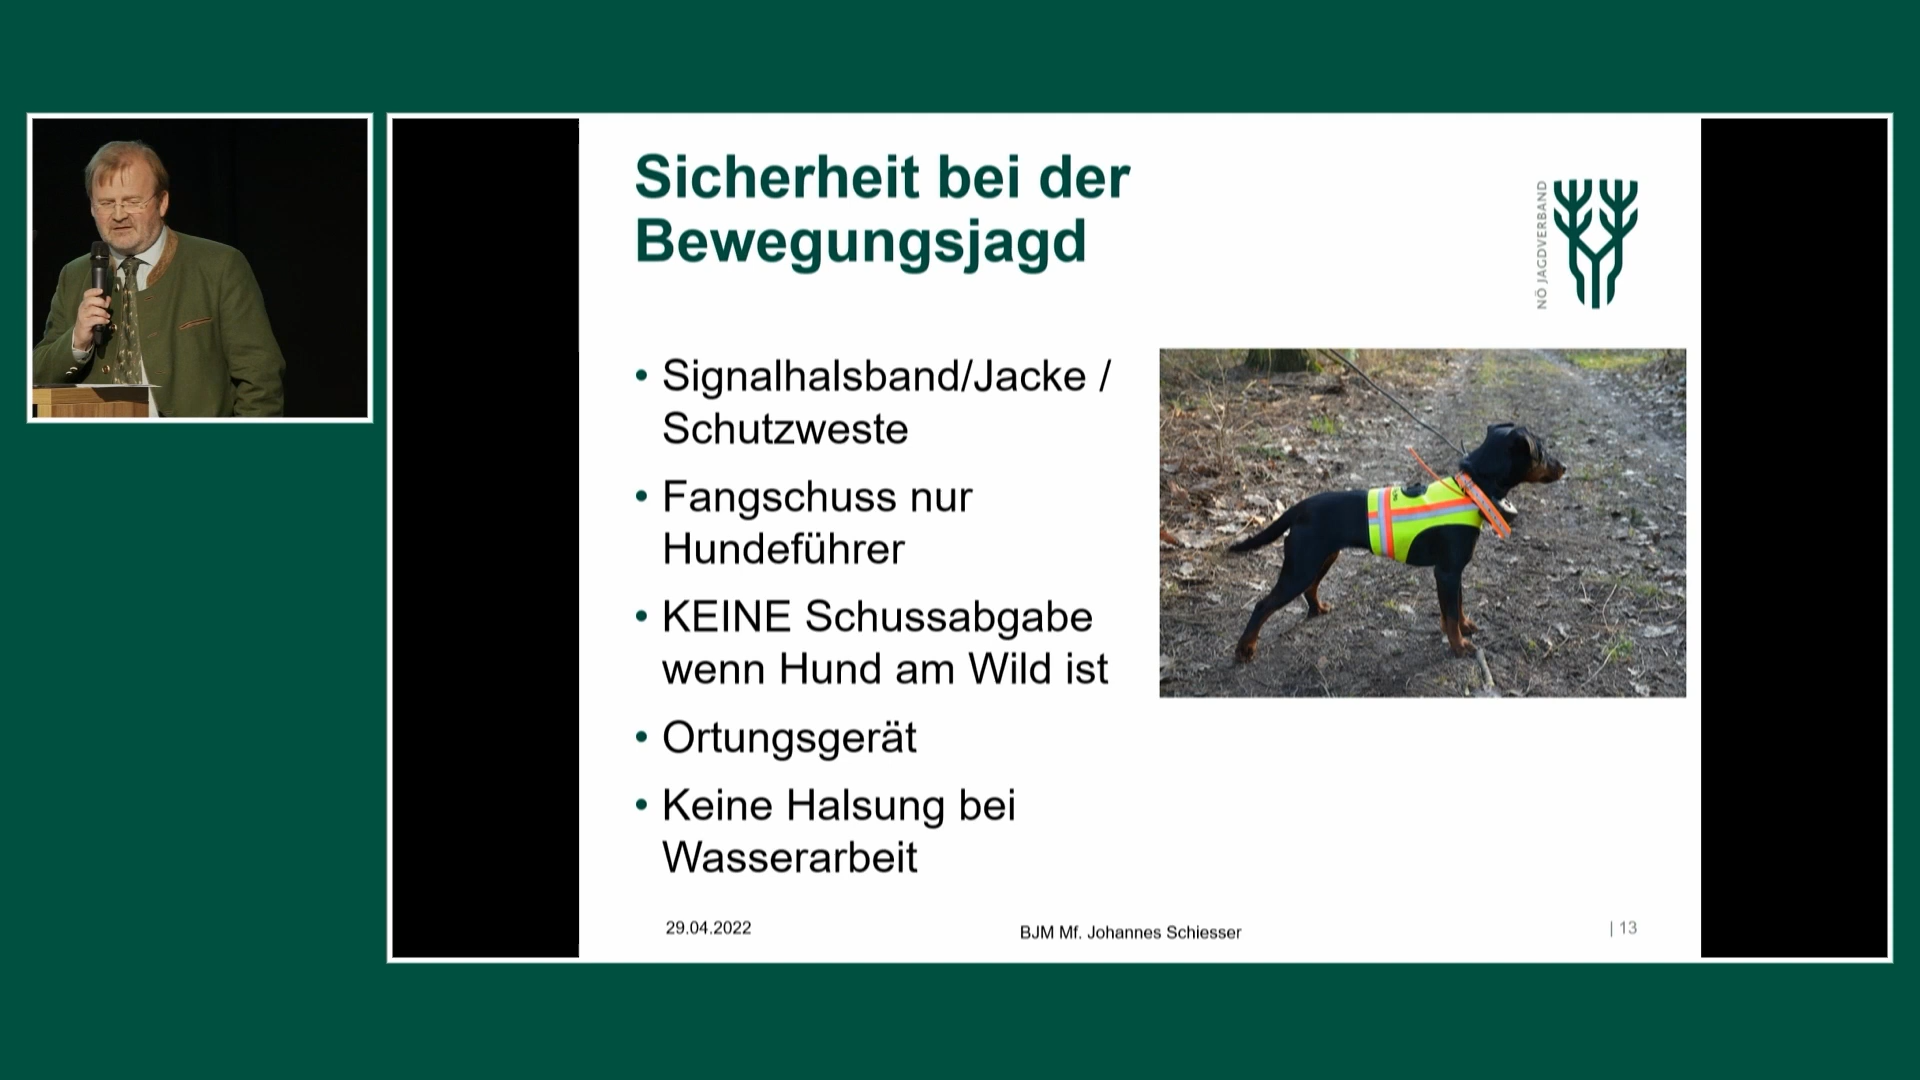 Sicherheit bei der
Bewegungsjagd
NÖ JAGDVERBAND
• Signalhalsband/Jacke /
Schutzweste
• Fangschuss nur
Hundeführer
• KEINE Schussabgabe
wenn Hund am Wild ist
• Ortungsgerät
• Keine Halsung bei
Wasserarbeit
29.04.2022
BJM Mf. Johannes Schiesser
| 13